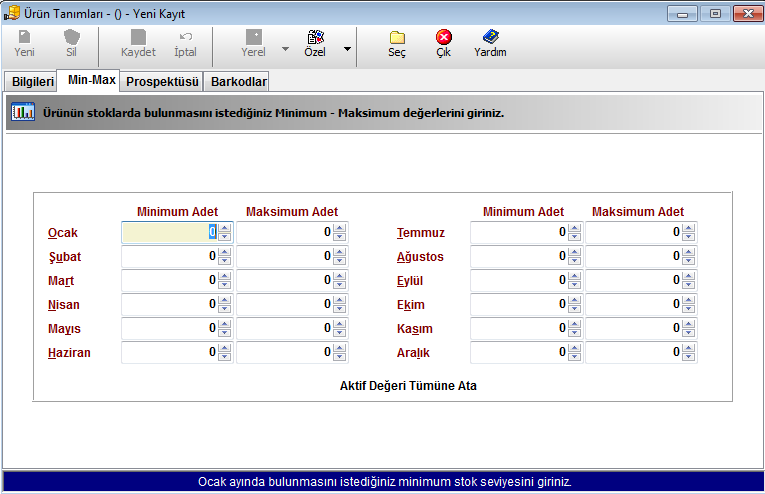 Ürün Tanımları - () - Yeni Kayıt
Yeni Sil Kaydet İptal Yerel Özel Seç Çık Yardım
Bilgileri Min-Max Prospektüsü Barkodlar
Ürünün stoklarda bulunmasını istediğiniz Minimum - Maksimum değerlerini giriniz.
Minimum Adet Maksimum Adet Minimum Adet Maksimum Adet
Ocak 0 0 Temmuz 0 0
Şubat 0 0 Ağustos 0 0
Mart 0 0 Eylül 0 0
Nisan 0 0 Ekim 0 0
Mayıs 0 0 Kasım 0 0
Haziran 0 0 Aralık 0 0
Aktif Değeri Tümüne Ata
Ocak ayında bulunmasını istediğiniz minimum stok seviyesini giriniz.